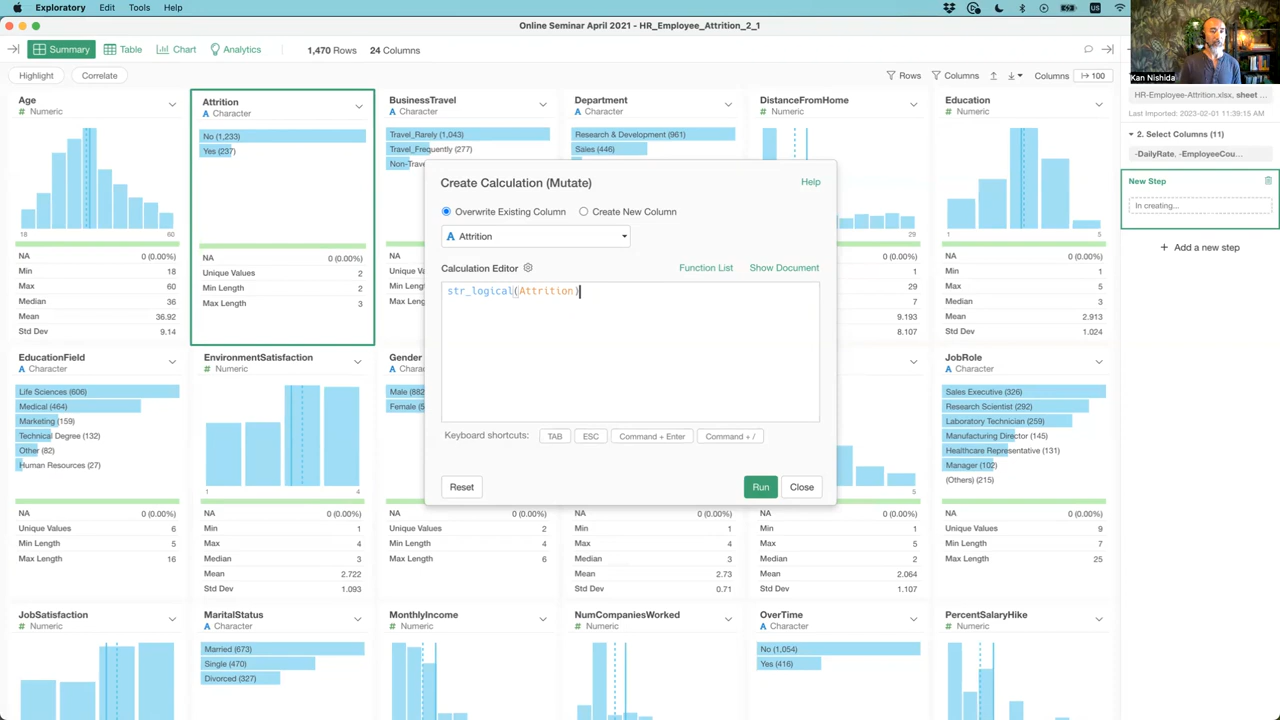 Exploratory Edit Tools Help
US
Online Seminar April 2021 - HR_Employee_Attrition_2_1
Summary Table Chart Analytics 1,470 Rows 24 Columns
Highlight Correlate Rows Columns Columns 100
Kan Nishida
HR-Employee-Attrition.xlsx, sheet ...
Last Imported: 2023-02-01 11:39:15 AM
2. Select Columns (11)
-DailyRate, -EmployeeCou...
New Step
In creating...
+ Add a new step
Age
# Numeric
18 60
NA 0 (0.00%)
Min 18
Max 60
Median 36
Mean 36.92
Std Dev 9.14
Attrition
A Character
No (1,233)
Yes (237)
NA 0 (0.00%)
Unique Values 2
Min Length 2
Max Length 3
BusinessTravel
A Character
Travel_Rarely (1,043)
Travel_Frequently (277)
Non-Trave
NA
Unique Va
Min Lengt
Max Leng
Department
A Character
Research & Development (961)
Sales (446)
DistanceFromHome
# Numeric
29
0 (0.00%)
1
29
7
9.193
8.107
Education
# Numeric
1 5
NA 0 (0.00%)
Min 1
Max 5
Median 3
Mean 2.913
Std Dev 1.024
Create Calculation (Mutate) Help
Overwrite Existing Column Create New Column
A Attrition
Calculation Editor Function List Show Document
str_logical(Attrition)
Keyboard shortcuts: TAB ESC Command + Enter Command + /
Reset Run Close
EducationField
A Character
Life Sciences (606)
Medical (464)
Marketing (159)
Technical Degree (132)
Other (82)
Human Resources (27)
NA 0 (0.00%)
Unique Values 6
Min Length 5
Max Length 16
EnvironmentSatisfaction
# Numeric
1 4
NA 0 (0.00%)
Min 1
Max 4
Median 3
Mean 2.722
Std Dev 1.093
Gender
A Charac
Male (882
Female (5
NA 0 (0.00%)
Unique Values 2
Min Length 4
Max Length 6
NA 0 (0.00%)
Min 1
Max 4
Median 3
Mean 2.73
Std Dev 0.71
5
NA 0 (0.00%)
Min 1
Max 5
Median 2
Mean 2.064
Std Dev 1.107
JobRole
A Character
Sales Executive (326)
Research Scientist (292)
Laboratory Technician (259)
Manufacturing Director (145)
Healthcare Representative (131)
Manager (102)
(Others) (215)
NA 0 (0.00%)
Unique Values 9
Min Length 7
Max Length 25
JobSatisfaction
# Numeric
MaritalStatus
A Character
Married (673)
Single (470)
Divorced (327)
MonthlyIncome
# Numeric
NumCompaniesWorked
# Numeric
OverTime
A Character
No (1,054)
Yes (416)
PercentSalaryHike
# Numeric